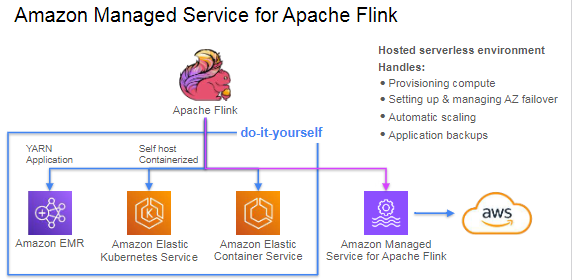 Amazon Managed Service for Apache Flink
Hosted serverless environment
Handles:
• Provisioning compute
• Setting up & managing AZ failover
• Automatic scaling
• Application backups
Apache Flink
do-it-yourself
YARN
Application
Self host
Containerized
Amazon EMR
Amazon Elastic
Kubernetes Service
Amazon Elastic
Container Service
Amazon Managed
Service for Apache Flink
aws